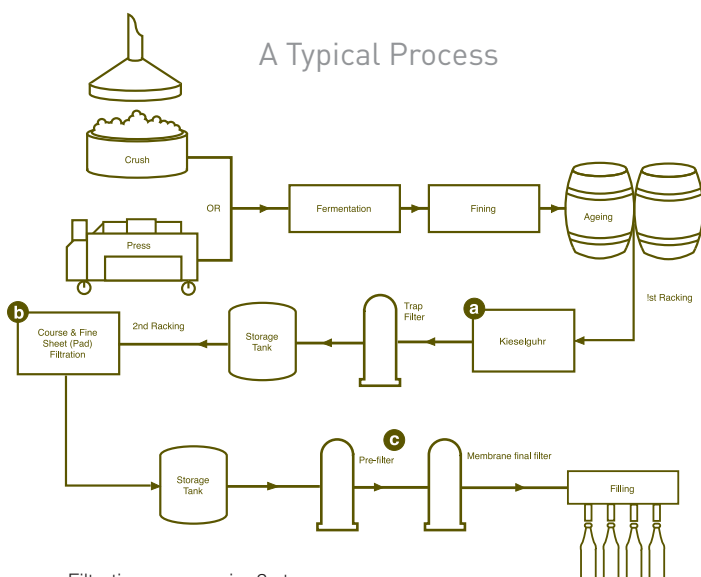 A Typical Process
Crush
OR
Press
Fermentation
Fining
Ageing
!st Racking
a
Kieselguhr
Trap
Filter
Storage
Tank
2nd Racking
b
Course & Fine
Sheet (Pad)
Filtration
Storage
Tank
Pre-filter
c
Membrane final filter
Filling